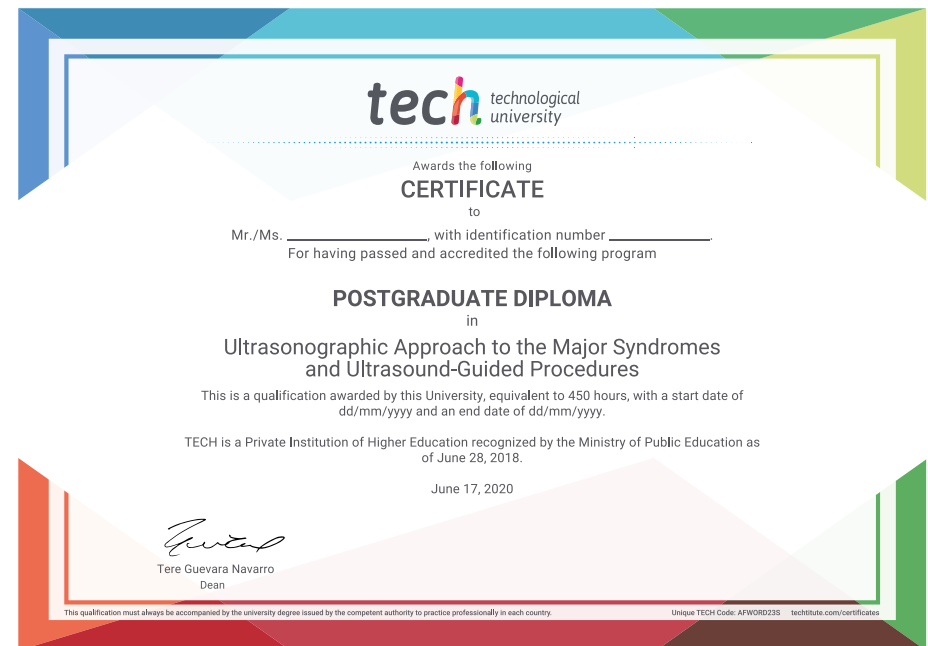 tech technological
university
Awards the following
CERTIFICATE
to
Mr./Ms. ____________________, with identification number ______________.
For having passed and accredited the following program
POSTGRADUATE DIPLOMA
in
Ultrasonographic Approach to the Major Syndromes
and Ultrasound-Guided Procedures
This is a qualification awarded by this University, equivalent to 450 hours, with a start date of
dd/mm/yyyy and an end date of dd/mm/yyyy.
TECH is a Private Institution of Higher Education recognized by the Ministry of Public Education as
of June 28, 2018.
June 17, 2020
Tere Guevara Navarro
Dean
This qualification must always be accompanied by the university degree issued by the competent authority to practice professionally in each country. Unique TECH Code: AFWORD23S techtitute.com/certificates